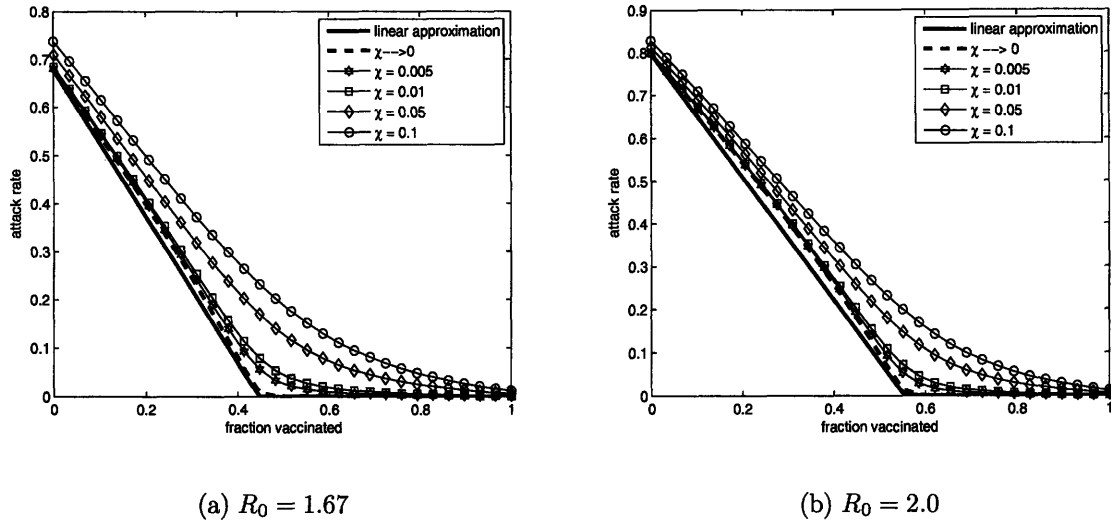 0.8
0.7
0.6
0.5
0.4
0.3
0.2
0.1
0
attack rate
0 0.2 0.4 0.6 0.8 1
fraction vaccinated
linear approximation
χ-->0
χ = 0.005
χ = 0.01
χ = 0.05
χ = 0.1
(a) R₀ = 1.67
0.9
0.8
0.7
0.6
0.5
0.4
0.3
0.2
0.1
0
attack rate
0 0.2 0.4 0.6 0.8 1
fraction vaccinated
linear approximation
χ --> 0
χ = 0.005
χ = 0.01
χ = 0.05
χ = 0.1
(b) R₀ = 2.0